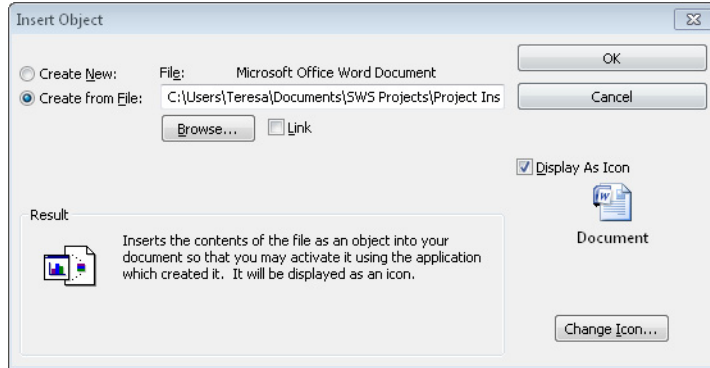 Insert Object
Create New:
File:
Microsoft Office Word Document
Create from File:
C:\Users\Teresa\Documents\SWS Projects\Project Ins
Browse...
Link
OK
Cancel
Display As Icon
Document
Change Icon...
Result
Inserts the contents of the file as an object into your
document so that you may activate it using the application
which created it. It will be displayed as an icon.